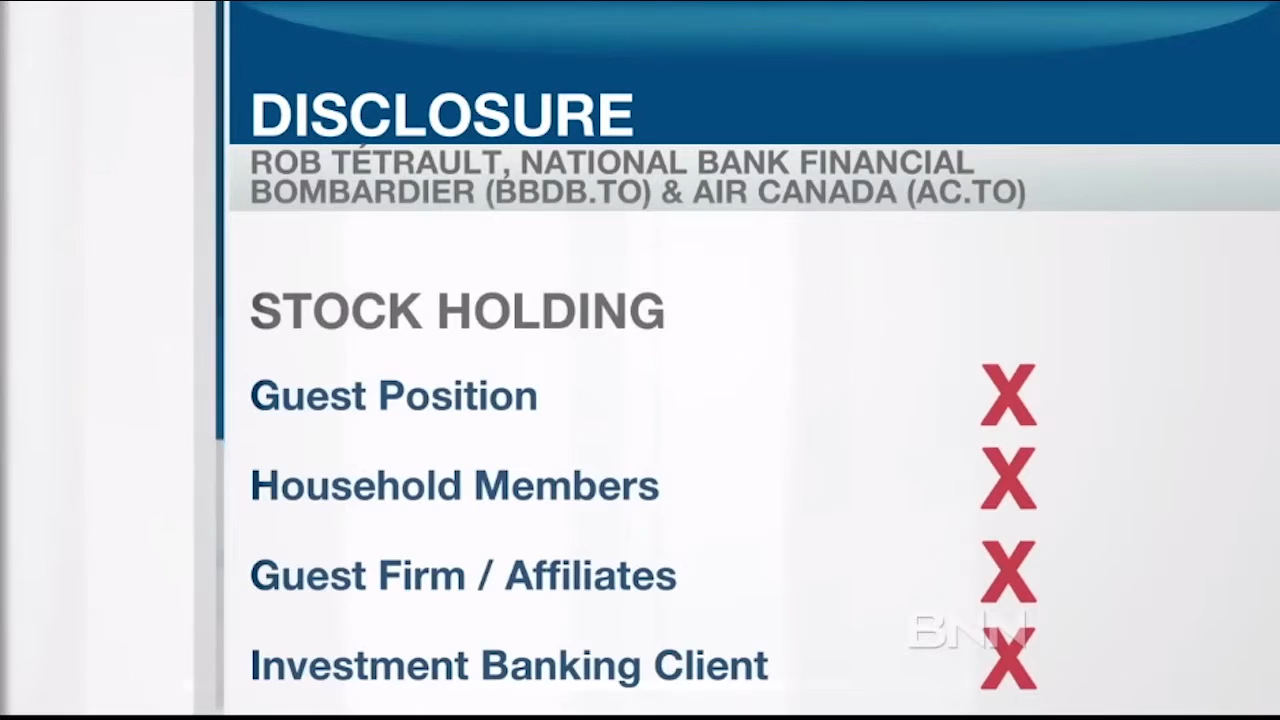 DISCLOSURE
ROB TÉTRAULT, NATIONAL BANK FINANCIAL
BOMBARDIER (BBDB.TO) & AIR CANADA (AC.TO)
STOCK HOLDING
Guest Position X
Household Members X
Guest Firm / Affiliates X
BNN
Investment Banking Client X